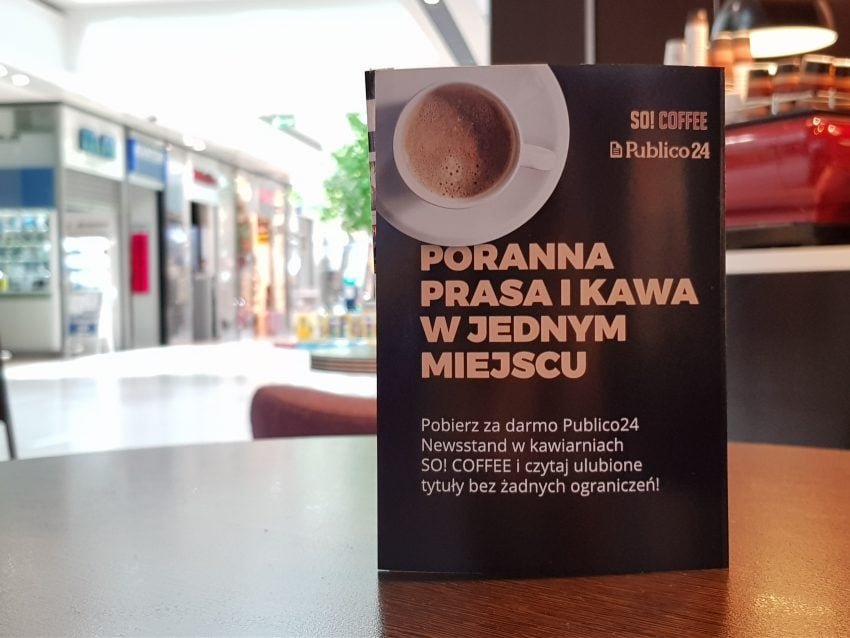 SO! COFFEE
Publico24
PORANNA
PRASA I KAWA
W JEDNYM
MIEJSCU
Pobierz za darmo Publico24
Newsstand w kawiarniach
SO! COFFEE i czytaj ulubione
tytuły bez żadnych ograniczeń!